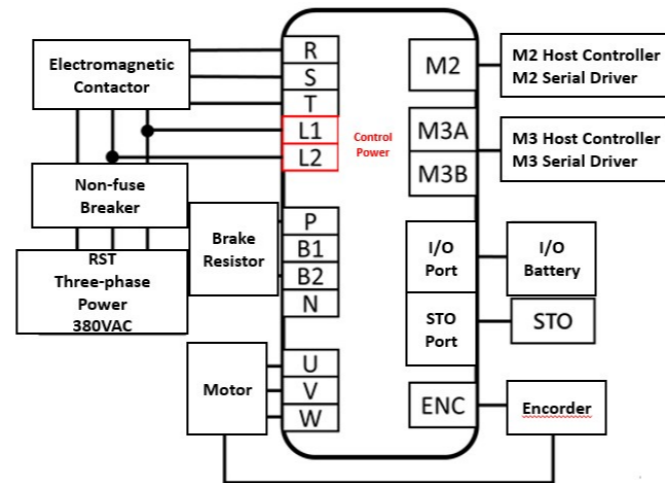 Electromagnetic
Contactor
Non-fuse
Breaker
RST
Three-phase
Power
380VAC
Brake
Resistor
Motor
R
S
T
L1
L2
Control
Power
P
B1
B2
N
U
V
W
M2
M3A
M3B
I/O
Port
STO
Port
ENC
M2 Host Controller
M2 Serial Driver
M3 Host Controller
M3 Serial Driver
I/O
Battery
STO
Encorder